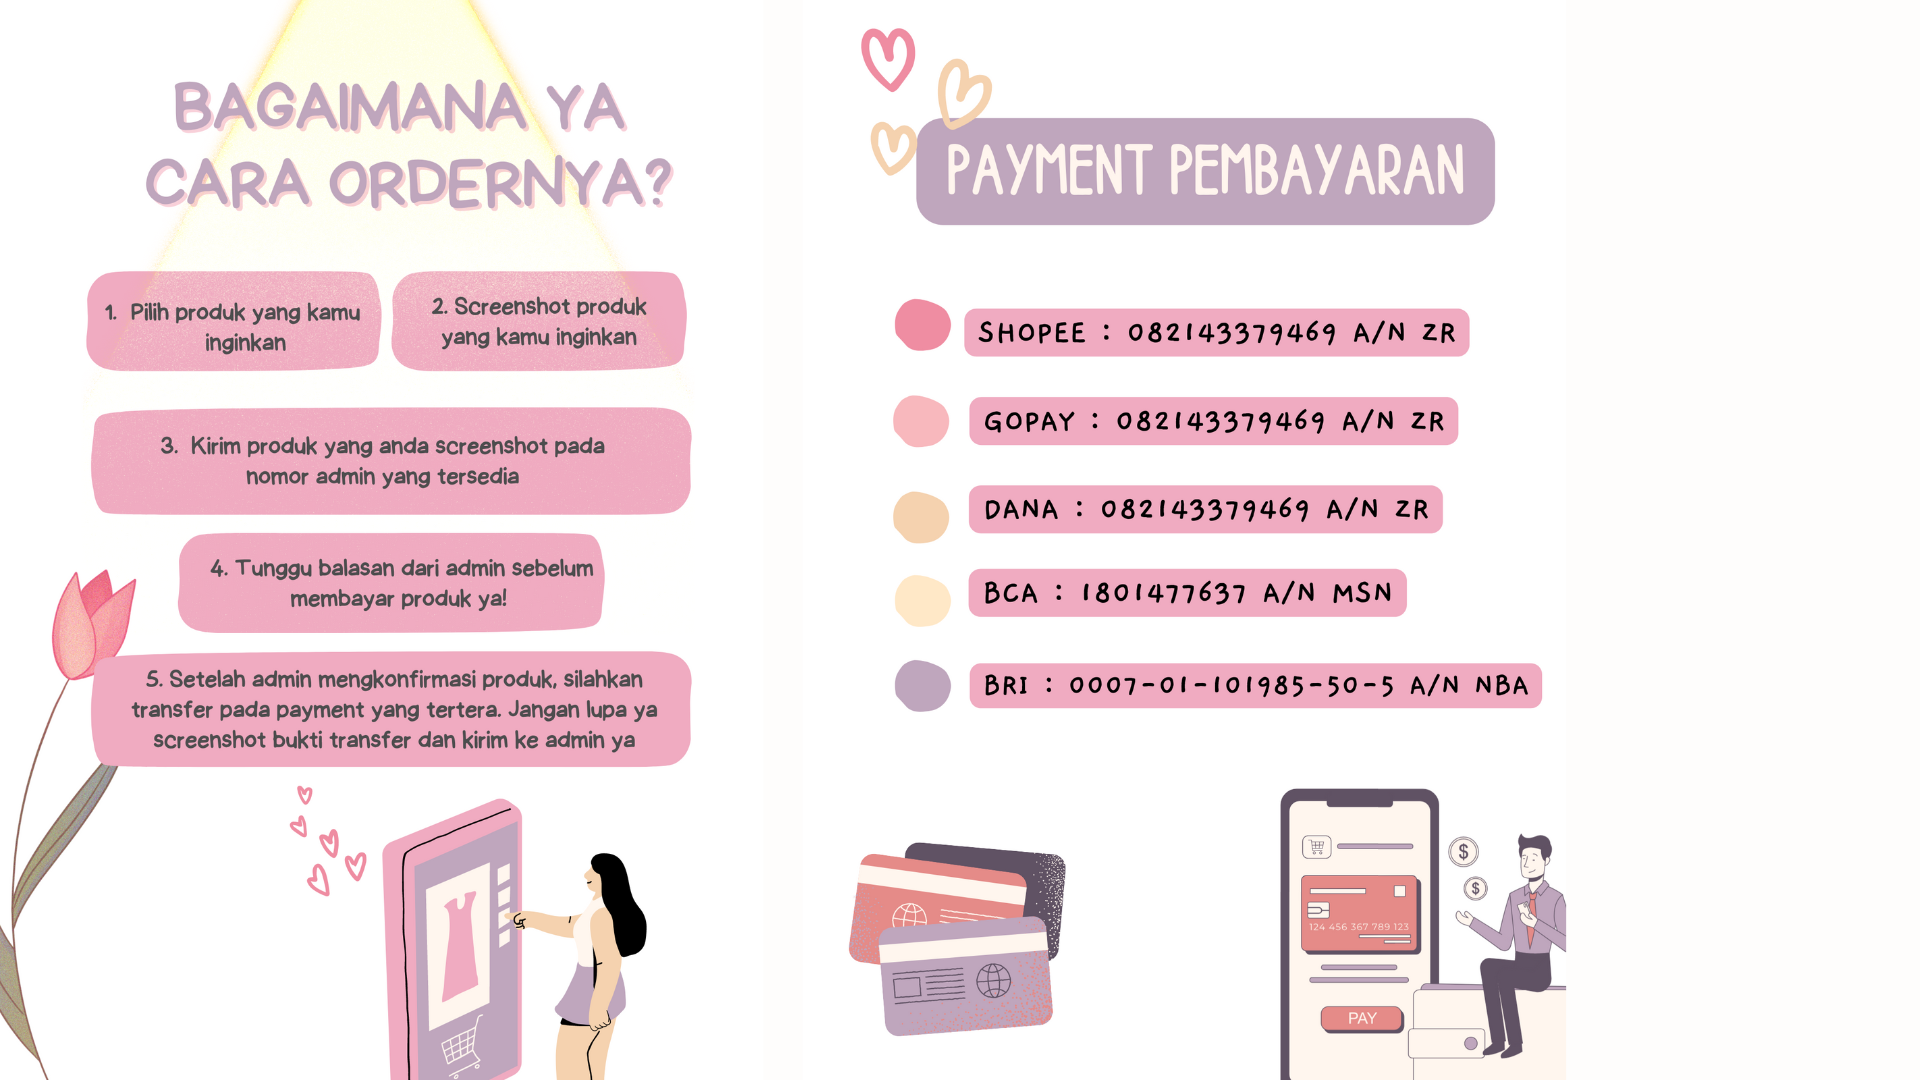 BAGAIMANA YA
CARA ORDERNYA?
1. Pilih produk yang kamu
inginkan
2. Screenshot produk
yang kamu inginkan
3. Kirim produk yang anda screenshot pada
nomor admin yang tersedia
4. Tunggu balasan dari admin sebelum
membayar produk ya!
5. Setelah admin mengkonfirmasi produk, silahkan
transfer pada payment yang tertera. Jangan lupa ya
screenshot bukti transfer dan kirim ke admin ya
PAYMENT PEMBAYARAN
SHOPEE : 082143379469 A/N ZR
GOPAY : 082143379469 A/N ZR
DANA : 082143379469 A/N ZR
BCA : 1801477637 A/N MSN
BRI : 0007-01-101985-50-5 A/N NBA
$
$
124 456 367 789 123
PAY